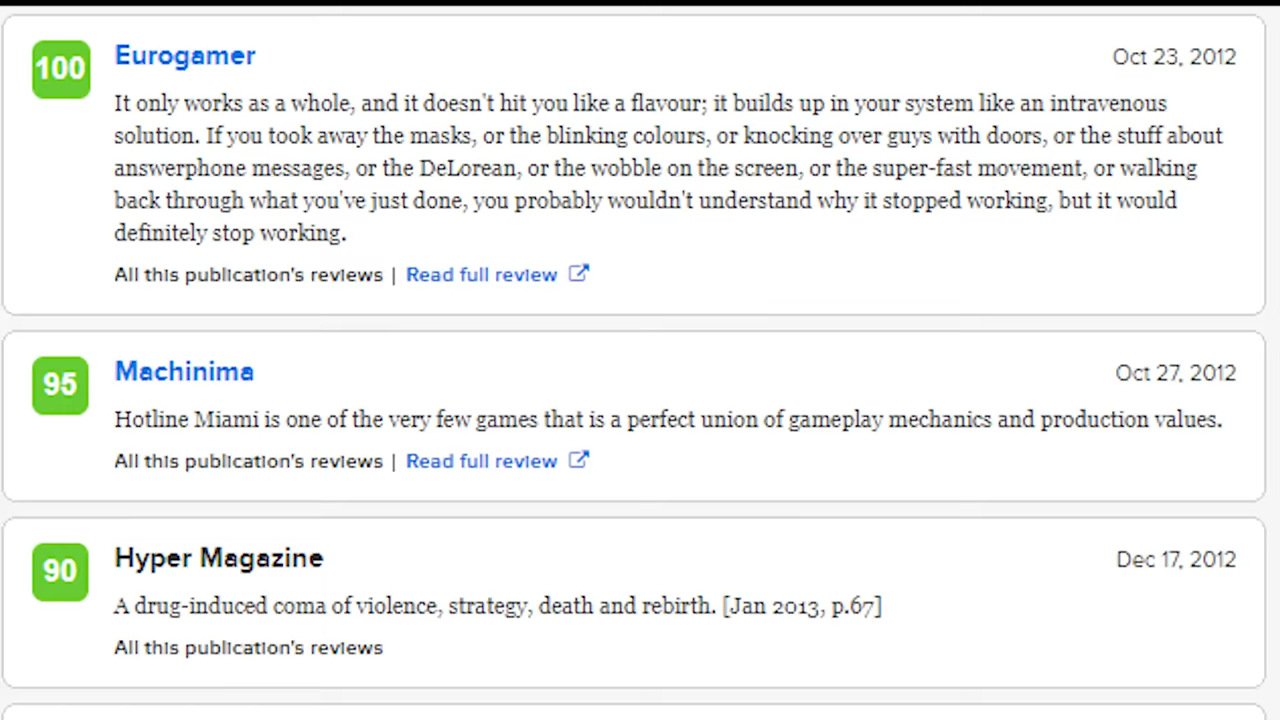 100
Eurogamer
Oct 23, 2012
It only works as a whole, and it doesn't hit you like a flavour; it builds up in your system like an intravenous
solution. If you took away the masks, or the blinking colours, or knocking over guys with doors, or the stuff about
answerphone messages, or the DeLorean, or the wobble on the screen, or the super-fast movement, or walking
back through what you've just done, you probably wouldn't understand why it stopped working, but it would
definitely stop working.
All this publication's reviews | Read full review
95
Machinima
Oct 27, 2012
Hotline Miami is one of the very few games that is a perfect union of gameplay mechanics and production values.
All this publication's reviews | Read full review
90
Hyper Magazine
Dec 17, 2012
A drug-induced coma of violence, strategy, death and rebirth. [Jan 2013, p.67]
All this publication's reviews